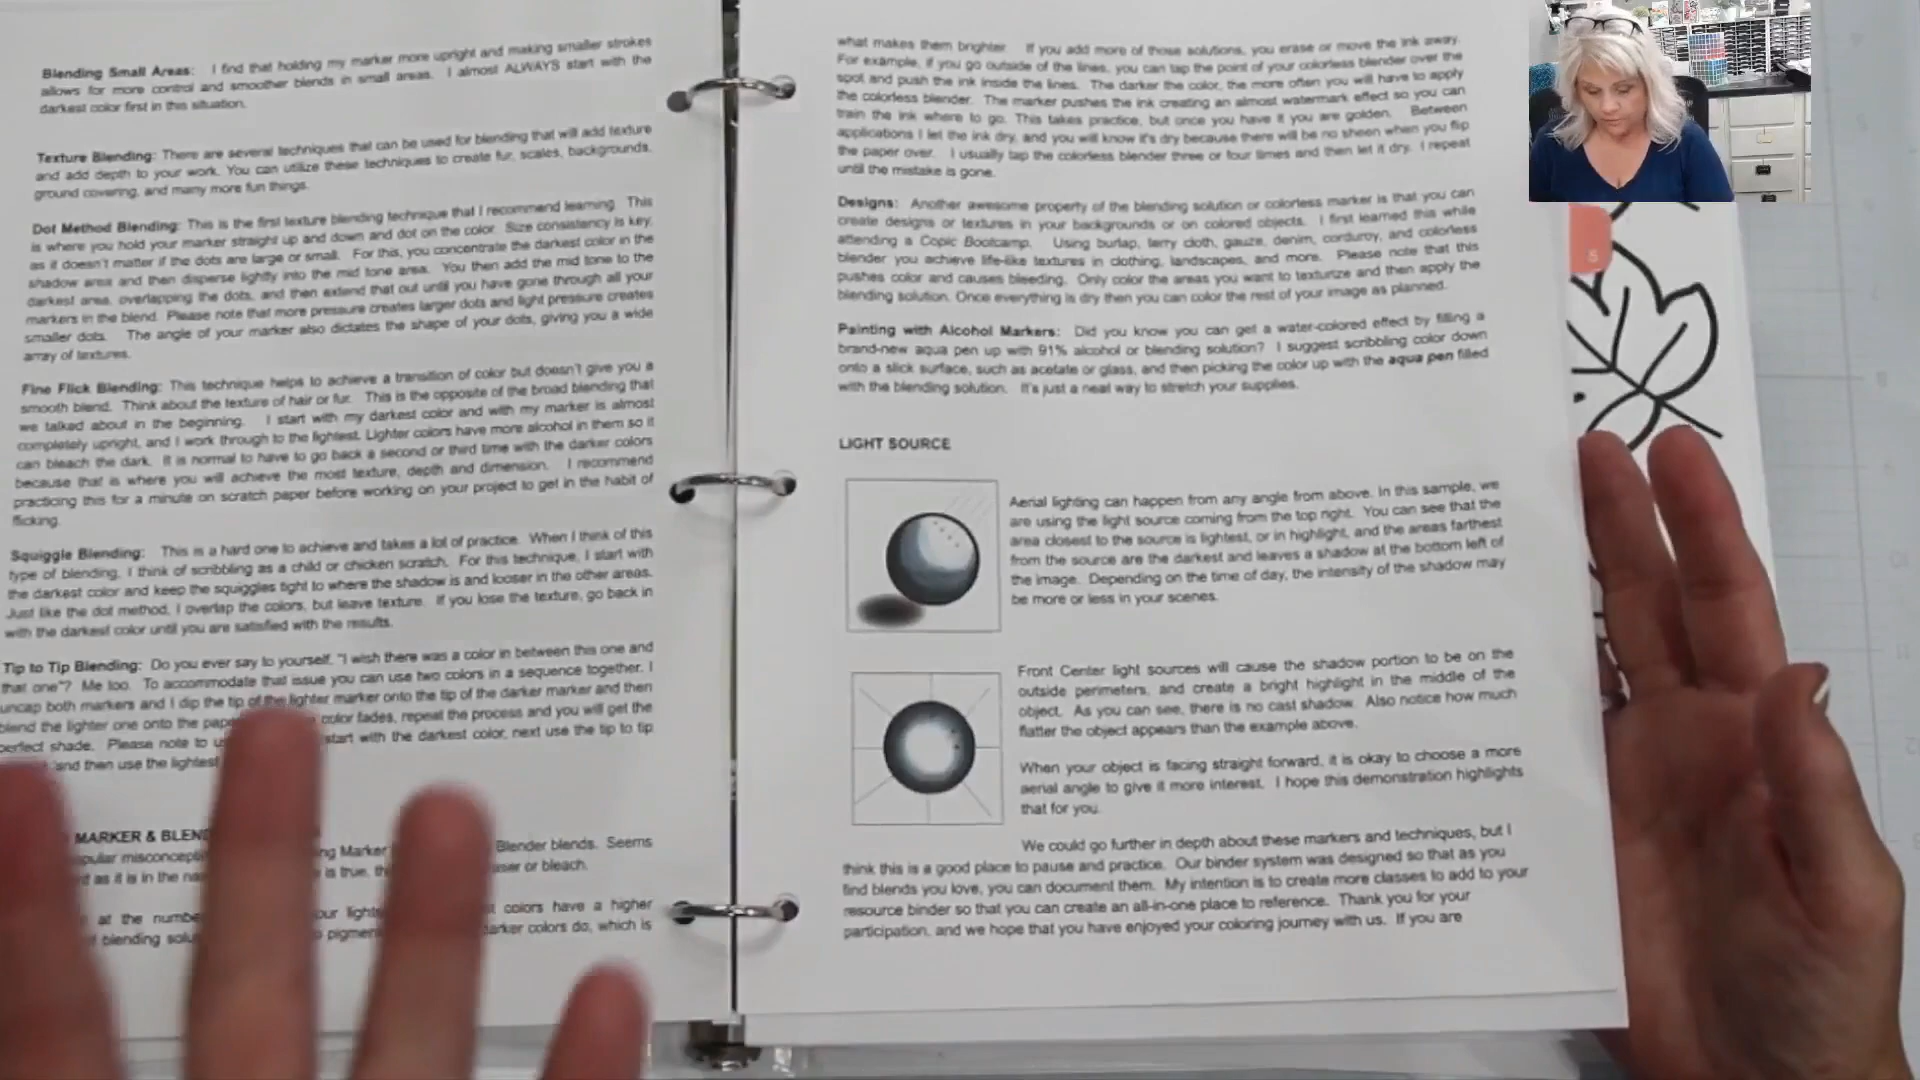 Blending Small Areas: I find that holding my marker more upright and making smaller strokes
allows for more control and smoother blends in small areas. I almost ALWAYS start with the
darkest color first in this situation.
Texture Blending: There are several techniques that can be used for blending that will add texture
and add depth to your work. You can utilize these techniques to create fur, scales, backgrounds,
ground covering, and many more fun things.
Dot Method Blending: This is the first texture blending technique that I recommend learning. This
is where you hold your marker straight up and down and dot on the color. Size consistency is key,
as if doesn't matter if the dots are large or small. For this, you concentrate the darkest color in the
shadow area and then disperse lightly into the mid tone area. You then add the mid tone to the
darkest area, overlapping the dots, and then extend that out until you have gone through all your
markers in the blend. Please note that more pressure creates larger dots and light pressure creates
smaller dots. The angle of your marker also dictates the shape of your dots, giving you a wide
array of textures.
Fine Flick Blending: This technique helps to achieve a transition of color but doesn't give you a
smooth blend. Think about the texture of hair or fur. This is the opposite of the broad blending that
we talked about in the beginning. I start with my darkest color and with my marker is almost
completely upright, and I work through to the lightest. Lighter colors have more alcohol in them so it
can bleach the dark. It is normal to have to go back a second or third time with the darker colors
because that is where you will achieve the most texture, depth and dimension. I recommend
practicing this for a minute on scratch paper before working on your project to get in the habit of
flicking.
Squiggle Blending: This is a hard one to achieve and takes a lot of practice. When I think of this
type of blending, I think of scribbling as a child or chicken scratch. For this technique, I start with
the darkest color and keep the squiggles tight to where the shadow is and looser in the other areas.
Just like the dot method, I overlap the colors, but leave texture. If you lose the texture, go back in
with the darkest color until you are satisfied with the results.
Tip to Tip Blending: Do you ever say to yourself, "I wish there was a color in between this one and
that one"? Me too. To accommodate that issue you can use two colors in a sequence together. I
uncap both markers and I dip the tip of the lighter marker onto the tip of the darker marker and then
blend the lighter one onto the color fades, repeat the process and you will get the
perfect shade. Please note to start with the darkest color, next use the tip to tip
and then use the lightest
MARKER & BLEND
misconcep Marker Blender blends. Seems
as it is in the is true, or bleach.
at the number your colors have a higher
blending pigment darker colors do, which is
what makes them brighter. If you add more of those solutions, you erase or move the ink away.
For example, if you go outside of the lines, you can tap the point of your colorless blender over the
spot and push the ink inside the lines. The darker the color, the more often you will have to apply
the colorless blender. The marker pushes the ink creating an almost watermark effect so you can
train the ink where to go. This takes practice, but once you have it you are golden. Between
applications I let the ink dry, and you will know it's dry because there will be no sheen when you flip
the paper over. I usually tap the colorless blender three or four times and then let it dry. I repeat
until the mistake is gone.
Designs: Another awesome property of the blending solution or colorless marker is that you can
create designs or textures in your backgrounds or on colored objects. I first learned this while
attending a Copic Bootcamp. Using burlap, terry cloth, gauze, denim, corduroy, and colorless
blender you achieve life-like textures in clothing, landscapes, and more. Please note that this
pushes color and causes bleeding. Only color the areas you want to texturize and then apply the
blending solution. Once everything is dry then you can color the rest of your image as planned.
Painting with Alcohol Markers: Did you know you can get a water-colored effect by filling a
brand-new aqua pen up with 91% alcohol or blending solution? I suggest scribbling color down
onto a slick surface, such as acetate or glass, and then picking the color up with the aqua pen filled
with the blending solution. It's just a neat way to stretch your supplies.
LIGHT SOURCE
Aerial lighting can happen from any angle from above. In this sample, we
are using the light source coming from the top right. You can see that the
area closest to the source is lightest, or in highlight, and the areas farthest
from the source are the darkest and leaves a shadow at the bottom left of
the image. Depending on the time of day, the intensity of the shadow may
be more or less in your scenes.
Front Center light sources will cause the shadow portion to be on the
outside perimeters, and create a bright highlight in the middle of the
object. As you can see, there is no cast shadow. Also notice how much
flatter the object appears than the example above.
When your object is facing straight forward, it is okay to choose a more
aerial angle to give it more interest. I hope this demonstration highlights
that for you.
We could go further in depth about these markers and techniques, but I
think this is a good place to pause and practice. Our binder system was designed so that as you
find blends you love, you can document them. My intention is to create more classes to add to your
resource binder so that you can create an all-in-one place to reference. Thank you for your
participation, and we hope that you have enjoyed your coloring journey with us. If you are
5